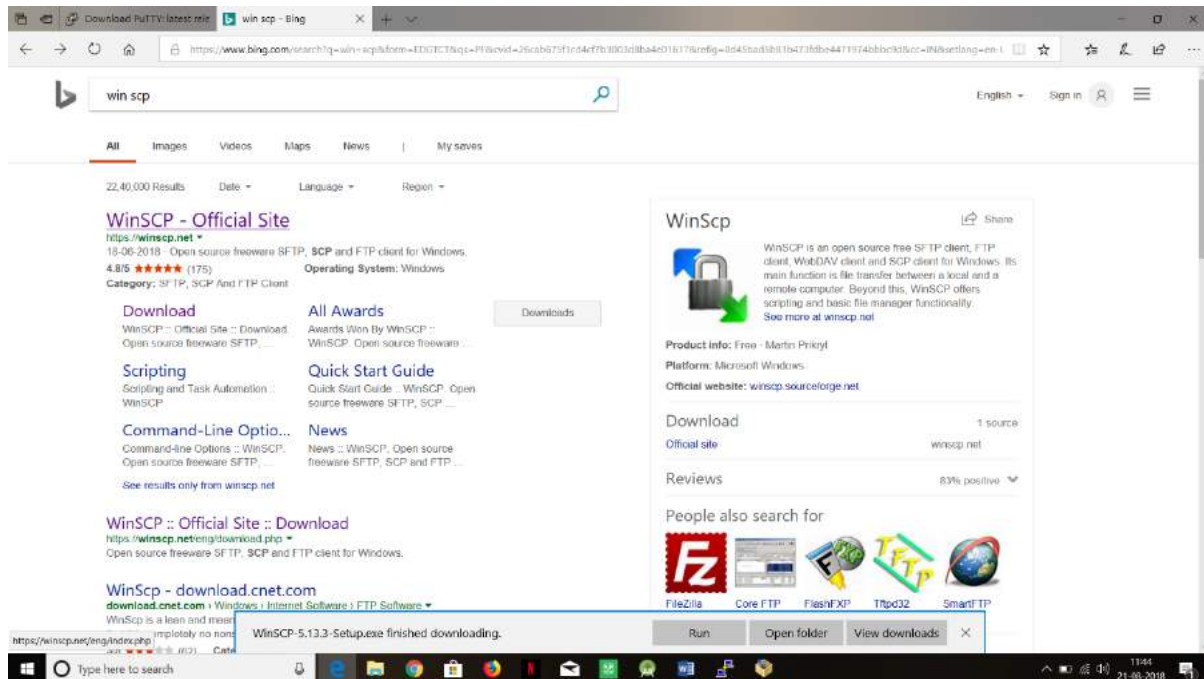 Download PuTTY: latest rele
win scp - Bing
win scp
English
Sign in
All
Images
Videos
Maps
News
My saves
22,40,000 Results
Date
Language
Region
WinSCP - Official Site
https://winscp.net
18-06-2018 · Open source freeware SFTP, SCP and FTP client for Windows.
4.8/5 (175)
Operating System: Windows
Category: SFTP, SCP And FTP Client
Download
WinSCP :: Official Site :: Download
Open source freeware SFTP, ...
All Awards
Awards Won By WinSCP ::
WinSCP. Open source freeware ...
Downloads
Scripting
Scripting and Task Automation ::
WinSCP
Quick Start Guide
Quick Start Guide :: WinSCP. Open
source freeware SFTP, SCP ...
Command-Line Optio...
Command-line Options :: WinSCP.
Open source freeware SFTP, ...
News
News :: WinSCP. Open source
freeware SFTP, SCP and FTP ...
See results only from winscp.net
WinSCP :: Official Site :: Download
https://winscp.net/eng/download.php
Open source freeware SFTP, SCP and FTP client for Windows.
WinScp - download.cnet.com
download.cnet.com › Windows › Internet Software › FTP Software
WinScp is a lean and mean
WinScp
Share
WinSCP is an open source free SFTP client, FTP
client, WebDAV client and SCP client for Windows. Its
main function is file transfer between a local and a
remote computer. Beyond this, WinSCP offers
scripting and basic file manager functionality.
See more at winscp.net
Product info: Free · Martin Prikryl
Platform: Microsoft Windows
Official website: winscp.sourceforge.net
Download
1 source
Official site
winscp.net
Reviews
83% positive
People also search for
FileZilla
Core FTP
FlashFXP
Tftpd32
SmartFTP
https://winscp.net/eng/index.php
WinSCP-5.13.3-Setup.exe finished downloading.
Run
Open folder
View downloads
Type here to search
11:44
21-06-2018